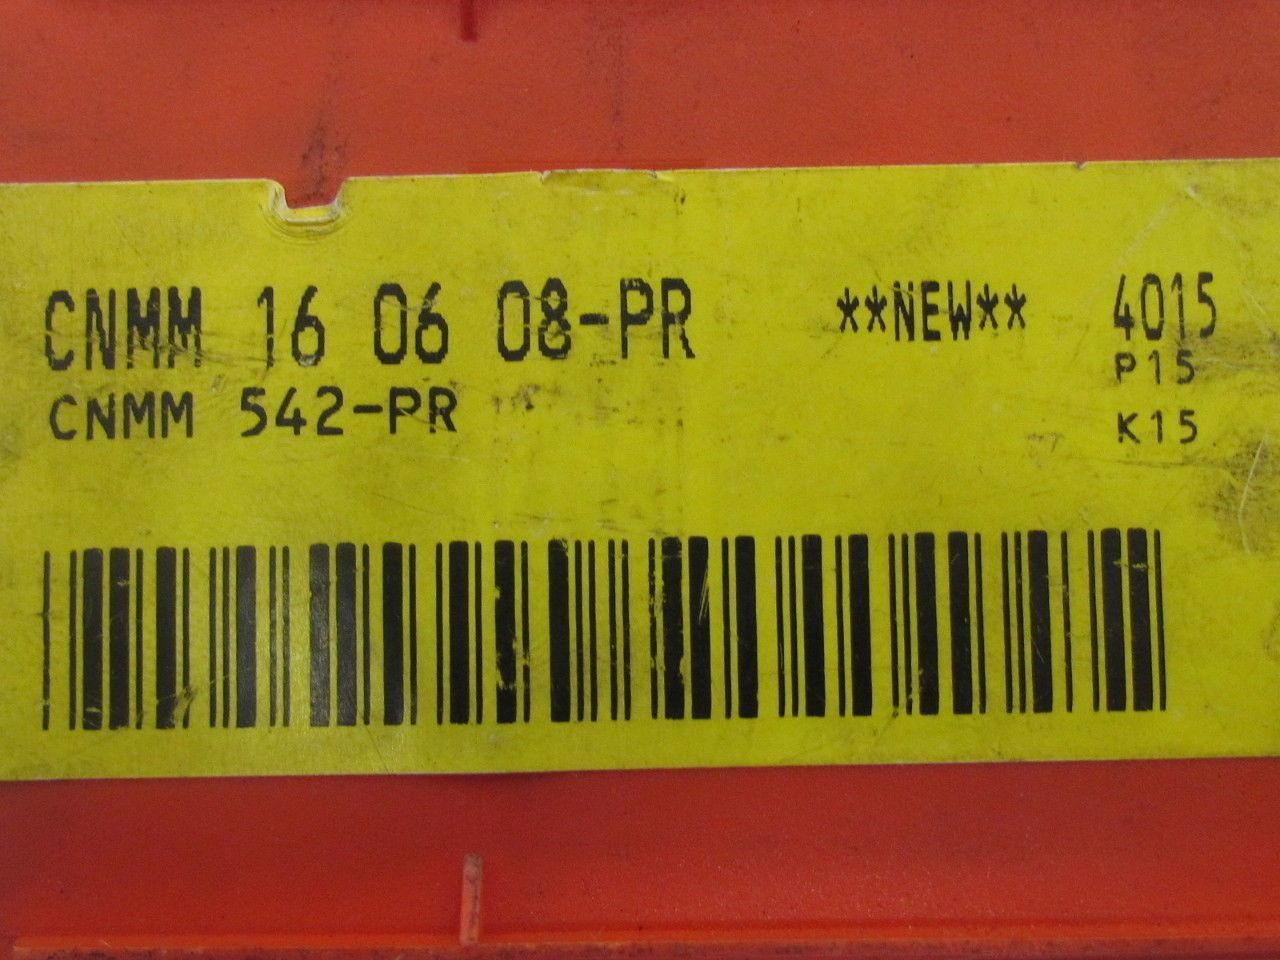 CNMM 16 06 08-PR **NEW** 4015
P15
CNMM 542-PR
K15